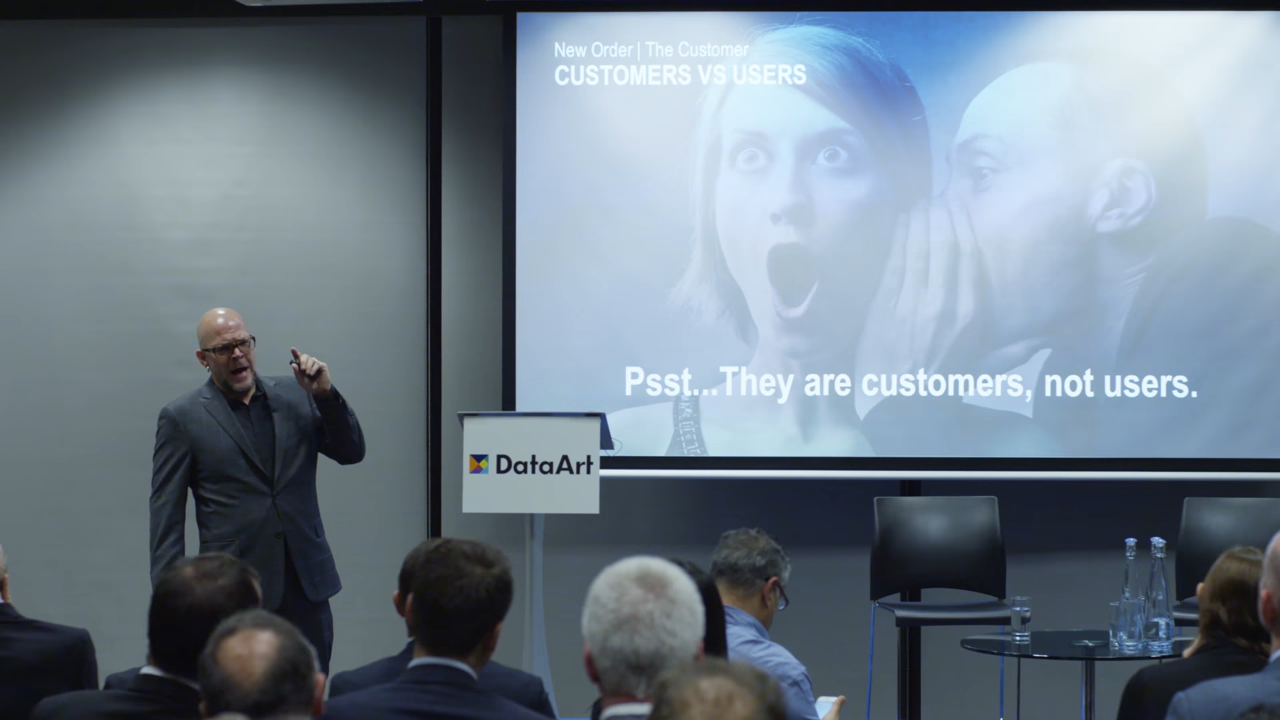 New Order | The Customer
CUSTOMERS VS USERS
Psst...They are customers, not users.
DataArt